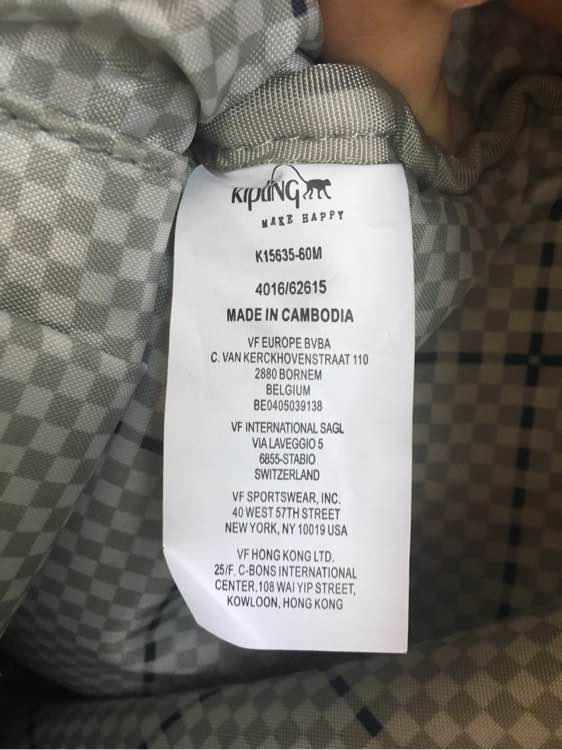 Kipling
MAKE HAPPY
K15635-60M
4016/62615
MADE IN CAMBODIA
VF EUROPE BVBA
C. VAN KERCKHOVENSTRAAT 110
2880 BORNEM
BELGIUM
BE0405039138
VF INTERNATIONAL SAGL
VIA LAVEGGIO 5
6855-STABIO
SWITZERLAND
VF SPORTSWEAR, INC.
40 WEST 57TH STREET
NEW YORK, NY 10019 USA
VF HONG KONG LTD.
25/F, C-BONS INTERNATIONAL
CENTER,108 WAI YIP STREET,
KOWLOON, HONG KONG